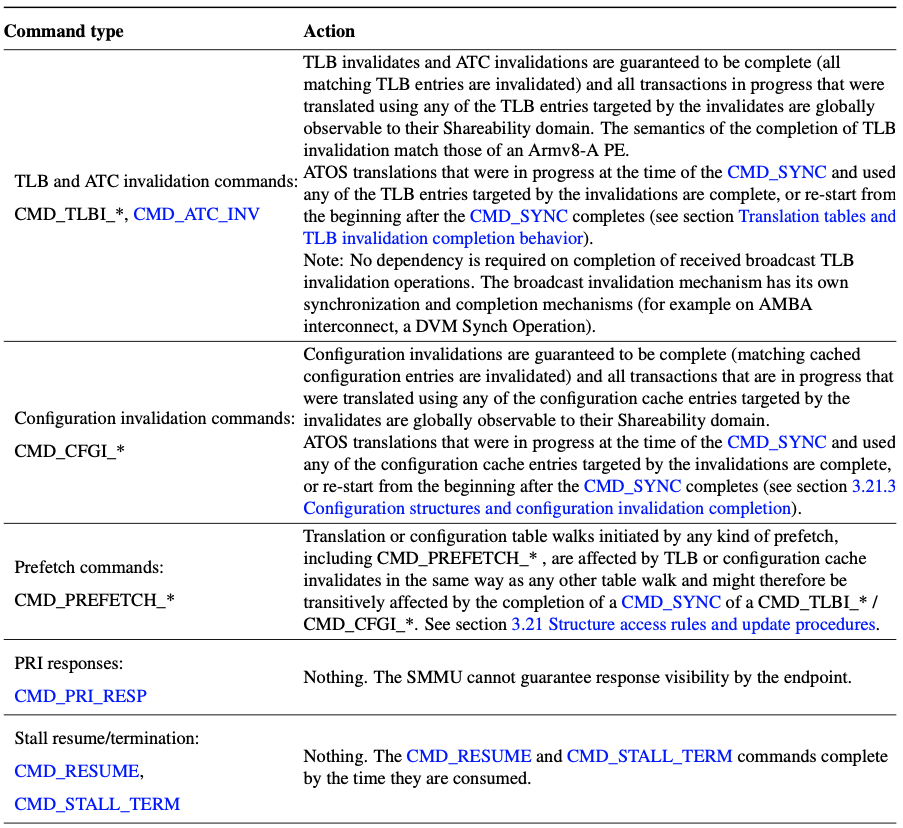 Command type
Action
TLB and ATC invalidation commands:
CMD_TLBI_*, CMD_ATC_INV
TLB invalidates and ATC invalidations are guaranteed to be complete (all
matching TLB entries are invalidated) and all transactions in progress that were
translated using any of the TLB entries targeted by the invalidates are globally
observable to their Shareability domain. The semantics of the completion of TLB
invalidation match those of an Armv8-A PE.
ATOS translations that were in progress at the time of the CMD_SYNC and used
any of the TLB entries targeted by the invalidations are complete, or re-start from
the beginning after the CMD_SYNC completes (see section Translation tables and
TLB invalidation completion behavior).
Note: No dependency is required on completion of received broadcast TLB
invalidation operations. The broadcast invalidation mechanism has its own
synchronization and completion mechanisms (for example on AMBA
interconnect, a DVM Synch Operation).
Configuration invalidation commands:
CMD_CFGI_*
Configuration invalidations are guaranteed to be complete (matching cached
configuration entries are invalidated) and all transactions that are in progress that
were translated using any of the configuration cache entries targeted by the
invalidates are globally observable to their Shareability domain.
ATOS translations that were in progress at the time of the CMD_SYNC and used
any of the configuration cache entries targeted by the invalidations are complete,
or re-start from the beginning after the CMD_SYNC completes (see section 3.21.3
Configuration structures and configuration invalidation completion).
Prefetch commands:
CMD_PREFETCH_*
Translation or configuration table walks initiated by any kind of prefetch,
including CMD_PREFETCH_* , are affected by TLB or configuration cache
invalidates in the same way as any other table walk and might therefore be
transitively affected by the completion of a CMD_SYNC of a CMD_TLBI_* /
CMD_CFGI_*. See section 3.21 Structure access rules and update procedures.
PRI responses:
CMD_PRI_RESP
Nothing. The SMMU cannot guarantee response visibility by the endpoint.
Stall resume/termination:
CMD_RESUME,
CMD_STALL_TERM
Nothing. The CMD_RESUME and CMD_STALL_TERM commands complete
by the time they are consumed.